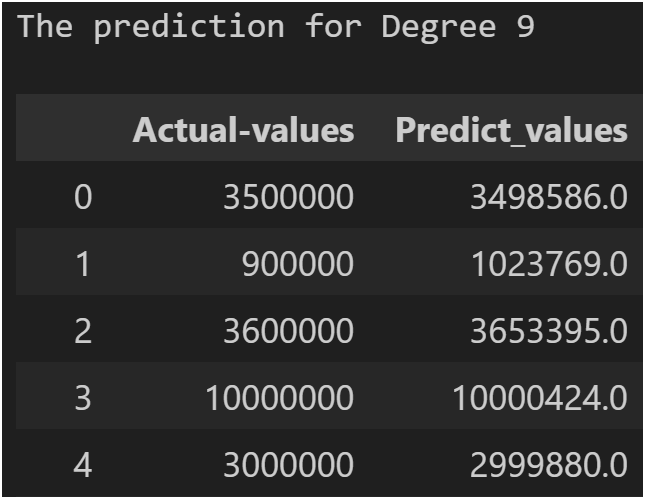 The prediction for Degree 9
Actual-values Predict_values
0 3500000 3498586.0
1 900000 1023769.0
2 3600000 3653395.0
3 10000000 10000424.0
4 3000000 2999880.0